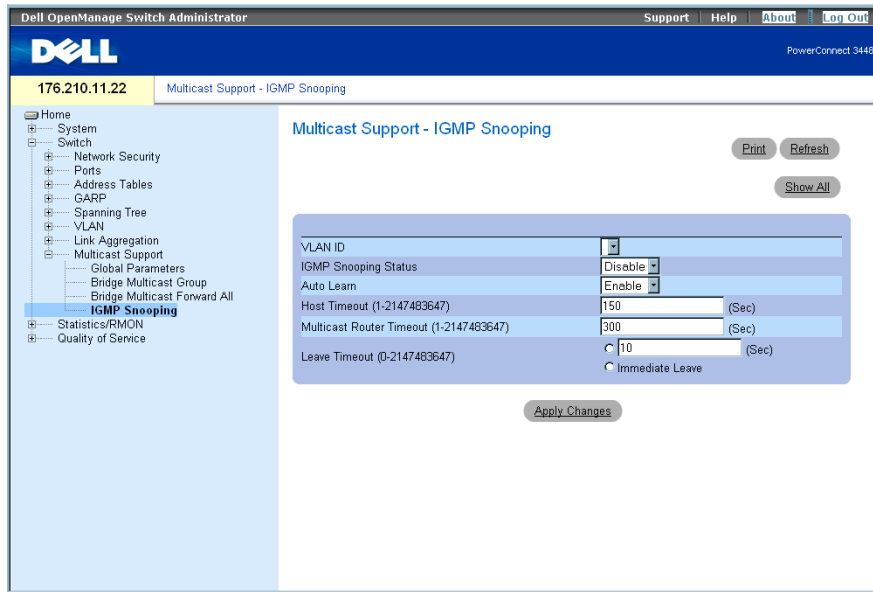 Dell OpenManage Switch Administrator
Support Help About Log Out
DELL
PowerConnect 3448
176.210.11.22
Multicast Support - IGMP Snooping
Home
System
Switch
Network Security
Ports
Address Tables
GARP
Spanning Tree
VLAN
Link Aggregation
Multicast Support
Global Parameters
Bridge Multicast Group
Bridge Multicast Forward All
IGMP Snooping
Statistics/RMON
Quality of Service
Multicast Support - IGMP Snooping
Print Refresh
Show All
VLAN ID
IGMP Snooping Status Disable
Auto Learn Enable
Host Timeout (1-2147483647) 150 (Sec)
Multicast Router Timeout (1-2147483647) 300 (Sec)
Leave Timeout (0-2147483647) 10 (Sec)
Immediate Leave
Apply Changes